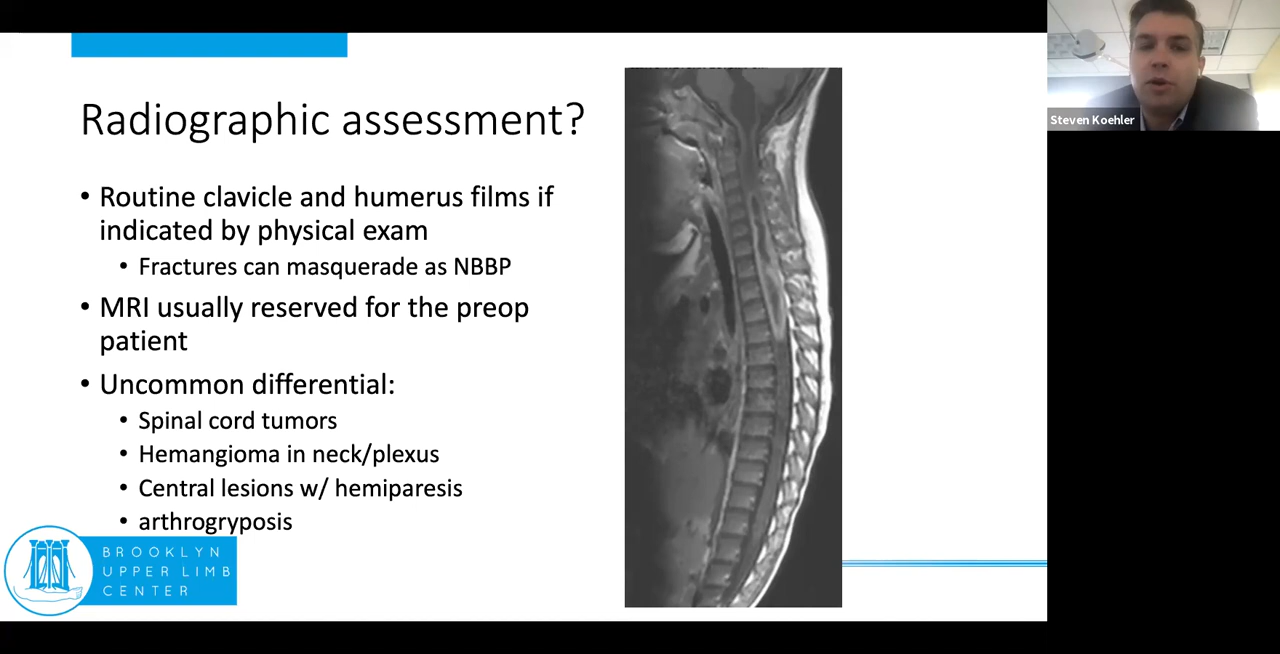 Steven Koehler
Radiographic assessment?
• Routine clavicle and humerus films if
indicated by physical exam
• Fractures can masquerade as NBBP
• MRI usually reserved for the preop
patient
• Uncommon differential:
• Spinal cord tumors
• Hemangioma in neck/plexus
• Central lesions w/ hemiparesis
• arthrogryposis
BROOKLYN
UPPER LIMB
CENTER